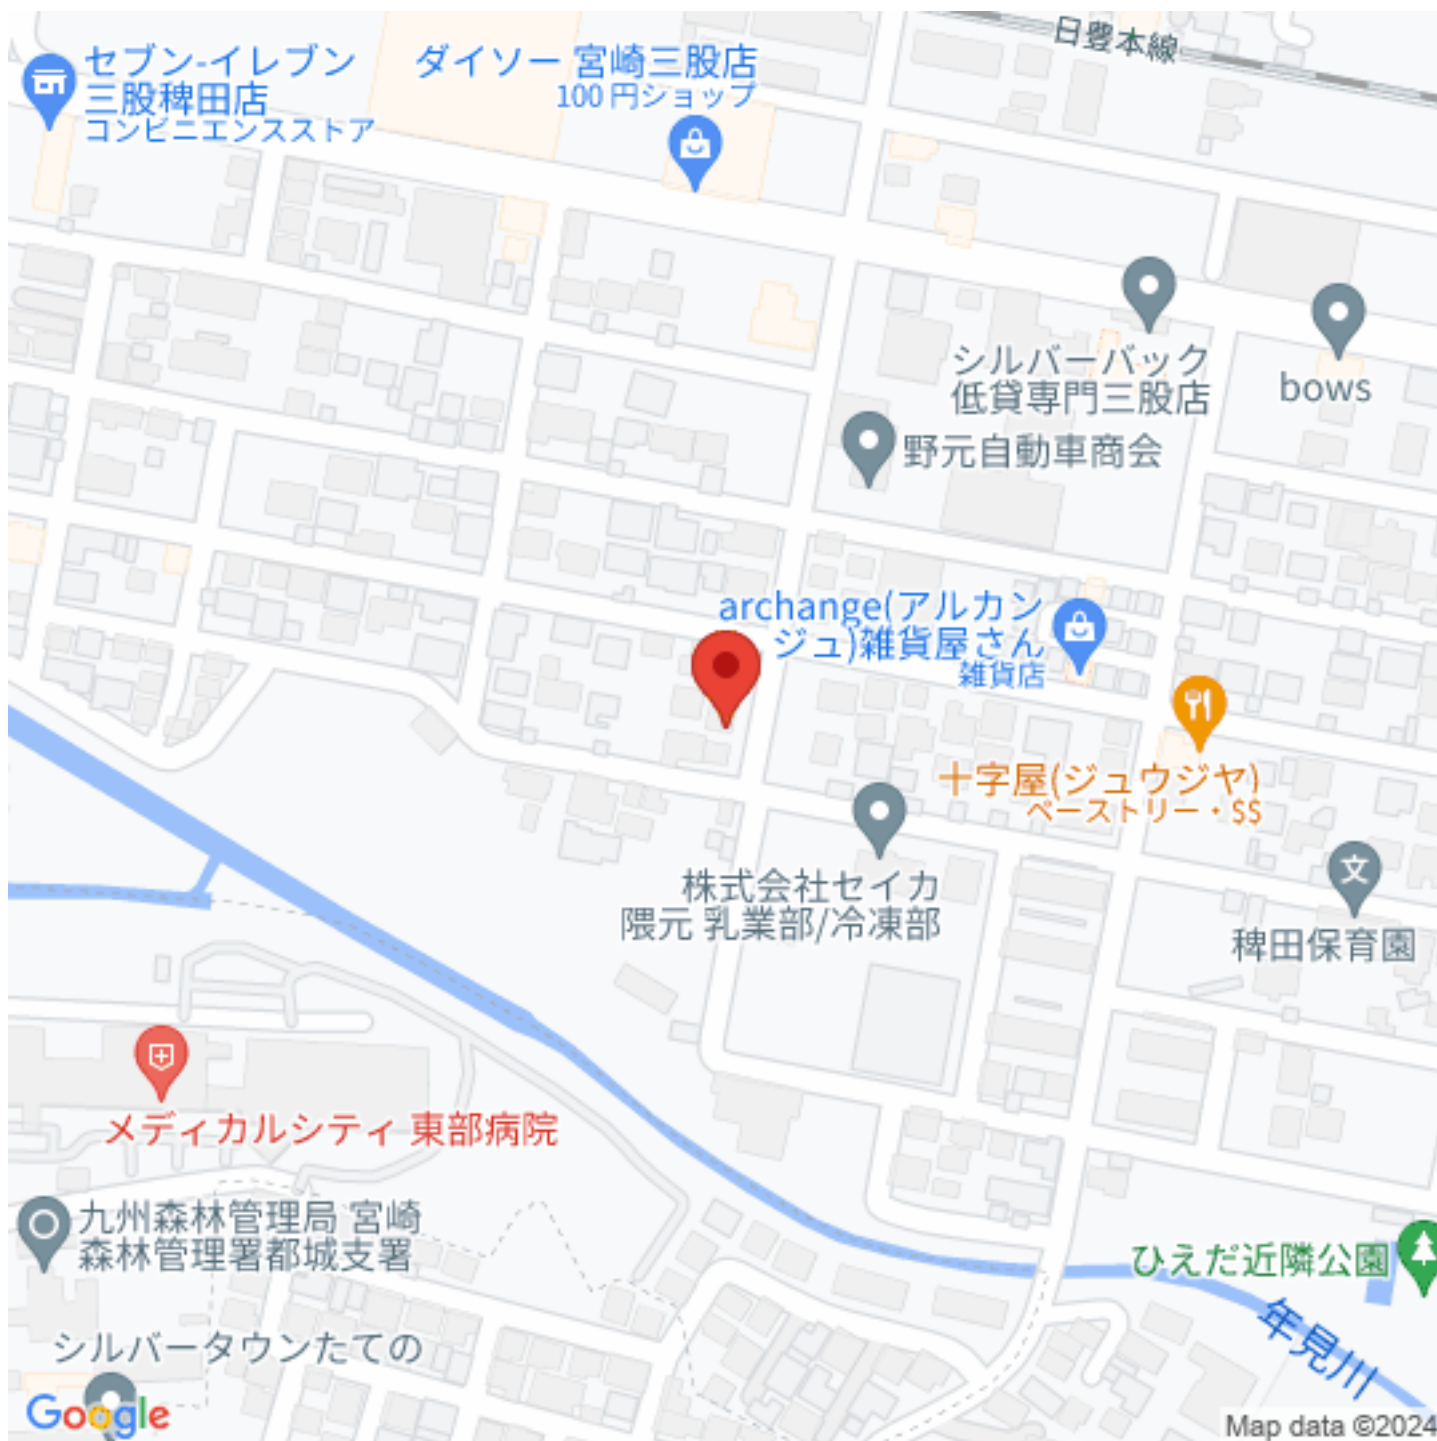 日豊本線
セブン-イレブン
三股稗田店
コンビニエンスストア
ダイソー 宮崎三股店
100 円ショップ
シルバーバック
低貸専門三股店
bows
野元自動車商会
archange(アルカン
ジュ)雑貨屋さん
雑貨店
十字屋(ジュウジヤ)
ペーストリー・$$
株式会社セイカ
隈元 乳業部/冷凍部
文
稗田保育園
メディカルシティ 東部病院
九州森林管理局 宮崎
森林管理署都城支署
ひえだ近隣公園
年見川
シルバータウンたての
Google
Map data ©2024